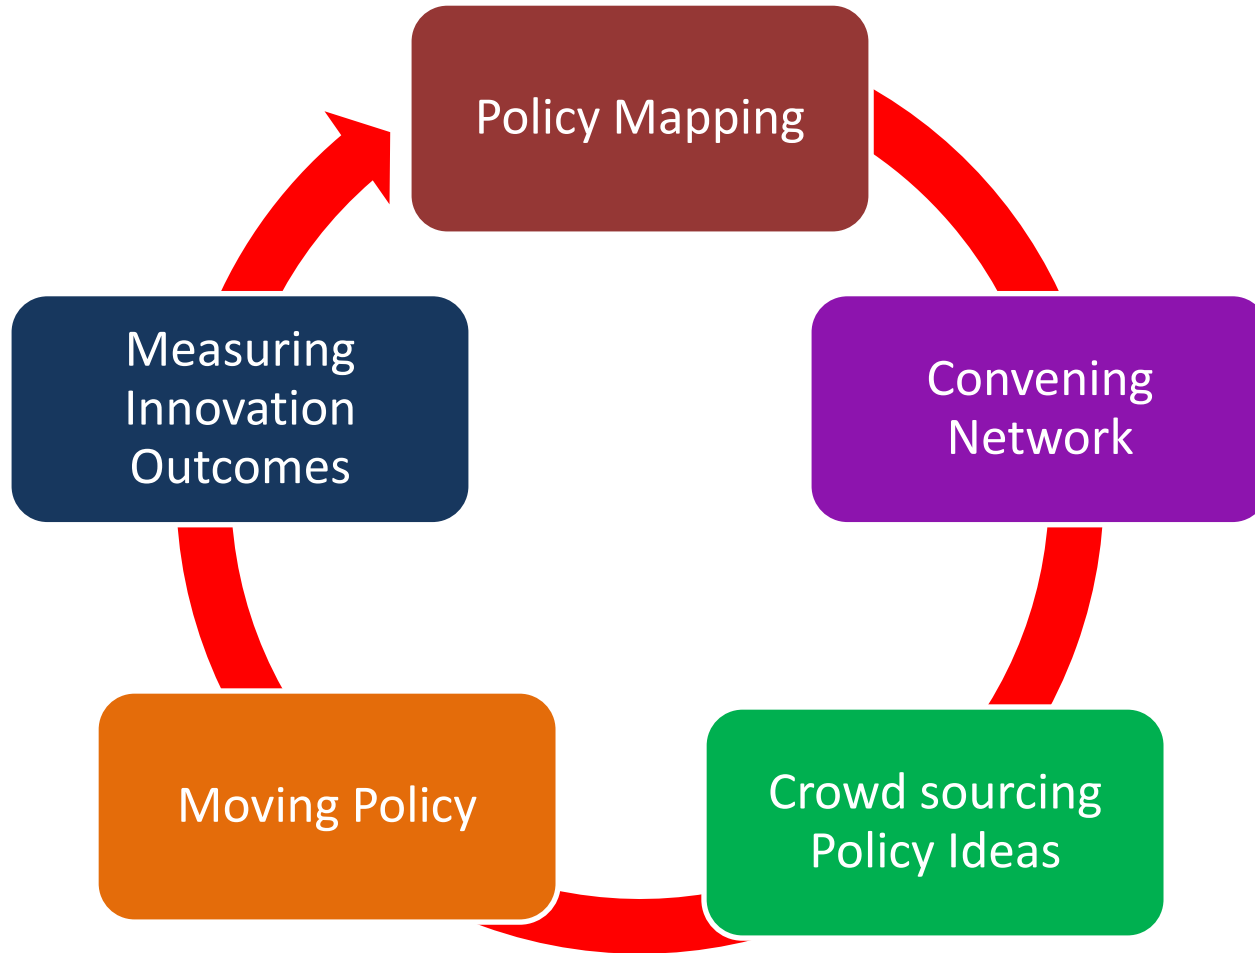 Policy Mapping
Convening
Network
Crowd sourcing
Policy Ideas
Moving Policy
Measuring
Innovation
Outcomes